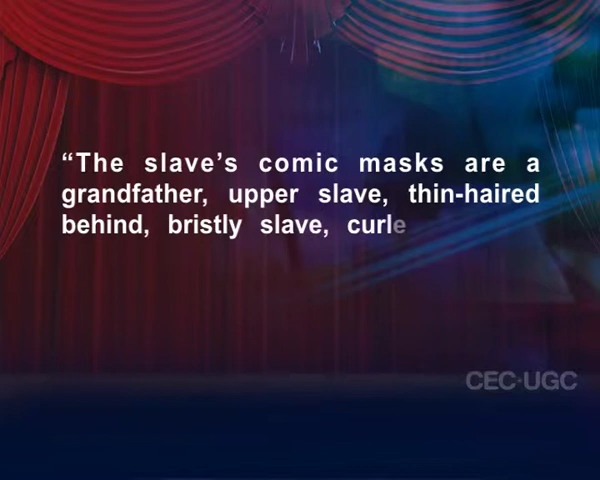 “The slave’s comic masks are a
grandfather, upper slave, thin-haired
behind, bristly slave, curle
CEC·UGC